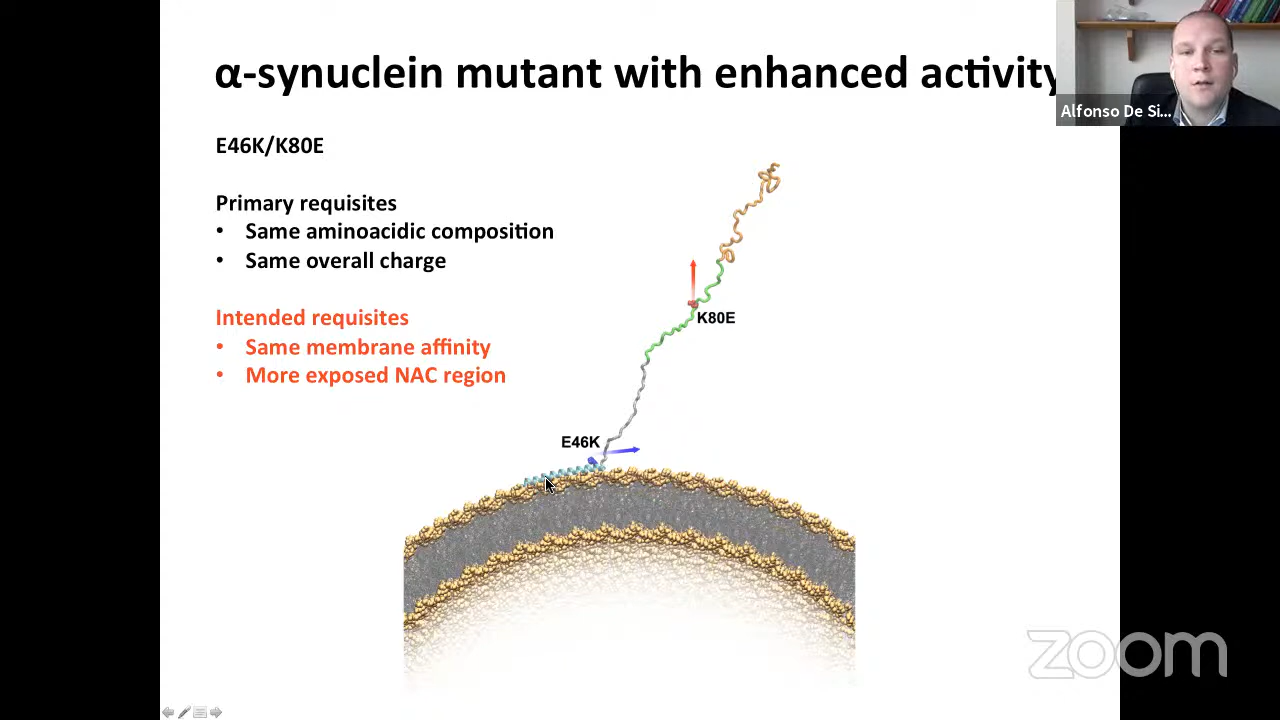 α-synuclein mutant with enhanced activity
Alfonso De Si...
E46K/K80E
Primary requisites
• Same aminoacidic composition
• Same overall charge
Intended requisites
• Same membrane affinity
• More exposed NAC region
K80E
E46K
zoom